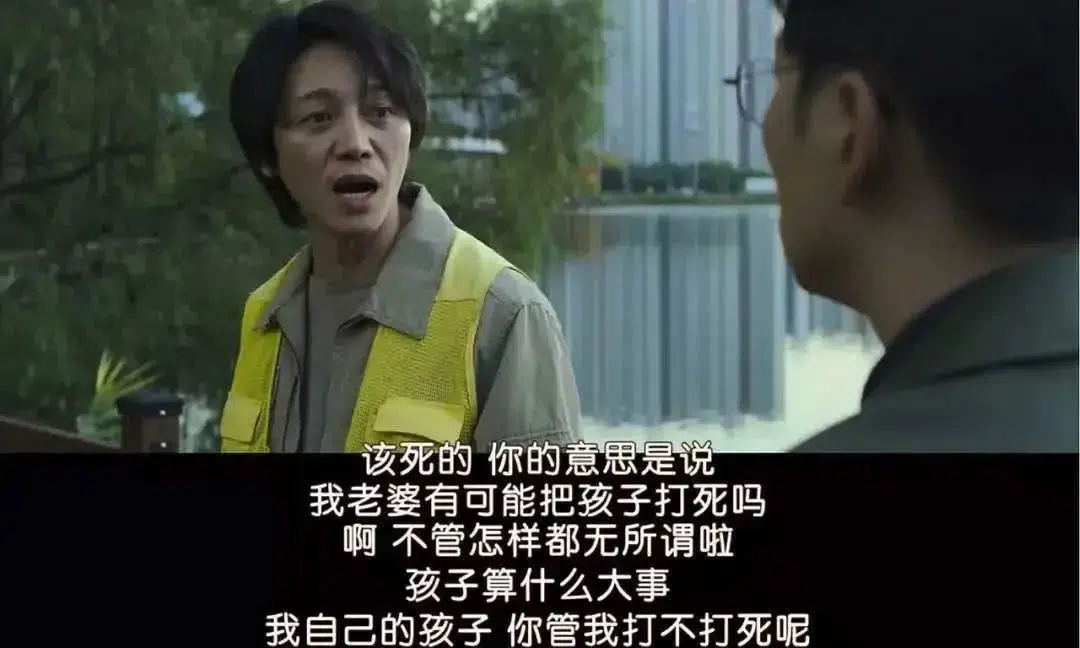 该死的 你的意思是说
我老婆有可能把孩子打死吗
啊 不管怎样都无所谓啦
孩子算什么大事
我自己的孩子 你管我打不打死呢